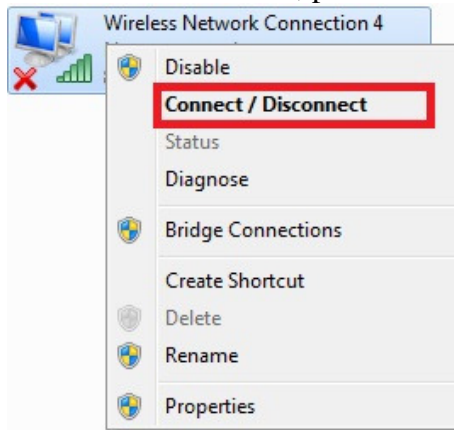 Wireless Network Connection 4
Disable
Connect / Disconnect
Status
Diagnose
Bridge Connections
Create Shortcut
Delete
Rename
Properties